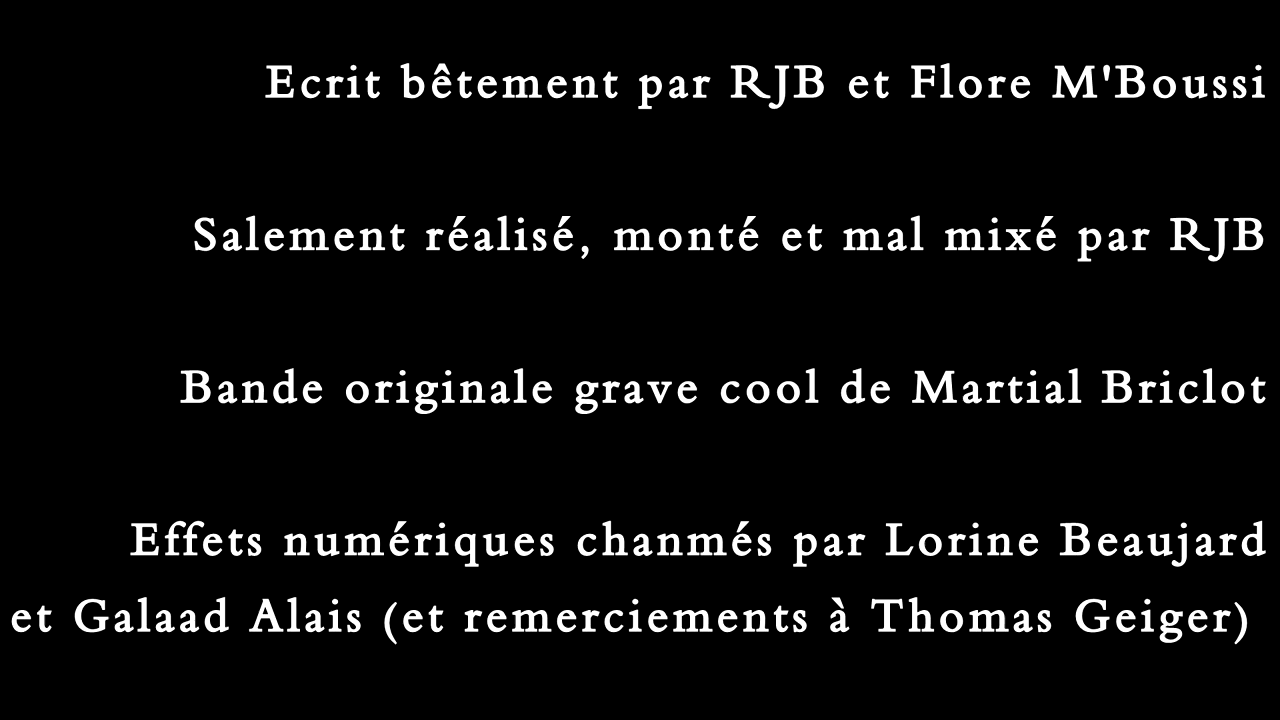 Ecrit bêtement par RJB et Flore M'Boussi
Salement réalisé, monté et mal mixé par RJB
Bande originale grave cool de Martial Briclot
Effets numériques chanmés par Lorine Beaujard
et Galaad Alais (et remerciements à Thomas Geiger)